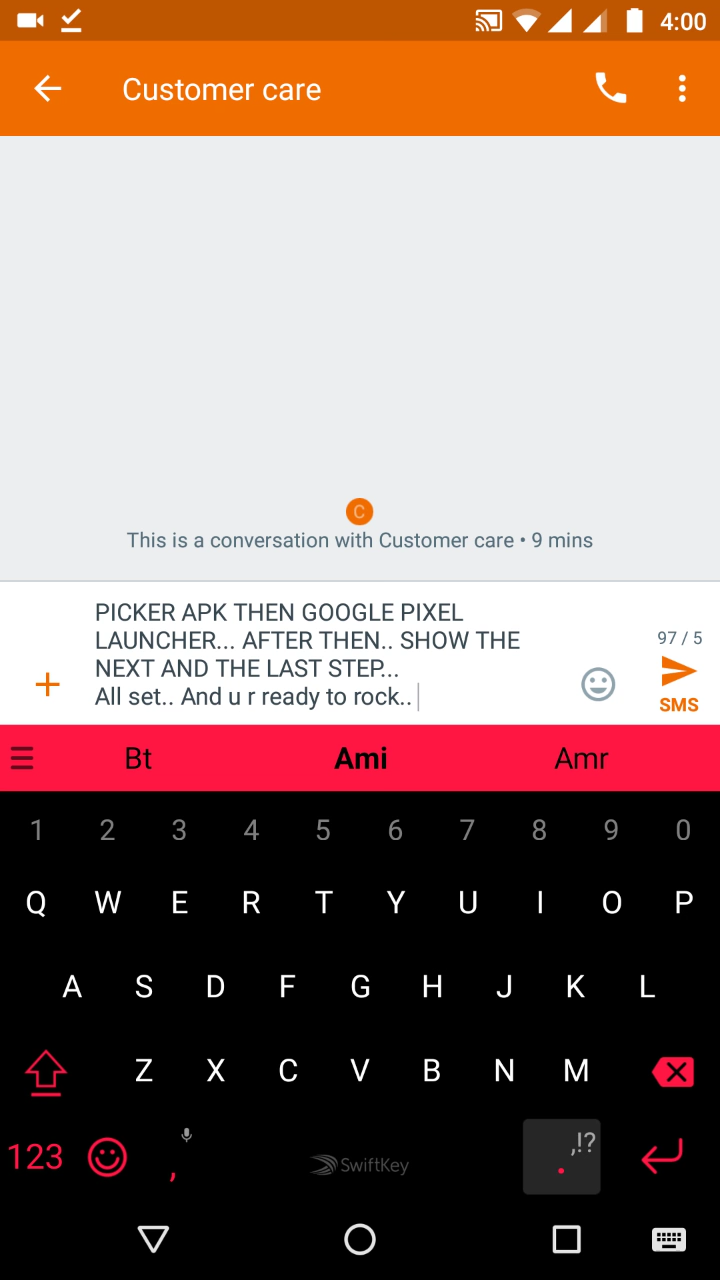 4:00
Customer care
C
This is a conversation with Customer care • 9 mins
PICKER APK THEN GOOGLE PIXEL
LAUNCHER... AFTER THEN.. SHOW THE
NEXT AND THE LAST STEP...
All set.. And u r ready to rock..
97 / 5
SMS
Bt Ami Amr
1 2 3 4 5 6 7 8 9 0
Q W E R T Y U I O P
A S D F G H J K L
Z X C V B N M
123 , SwiftKey . ,!?